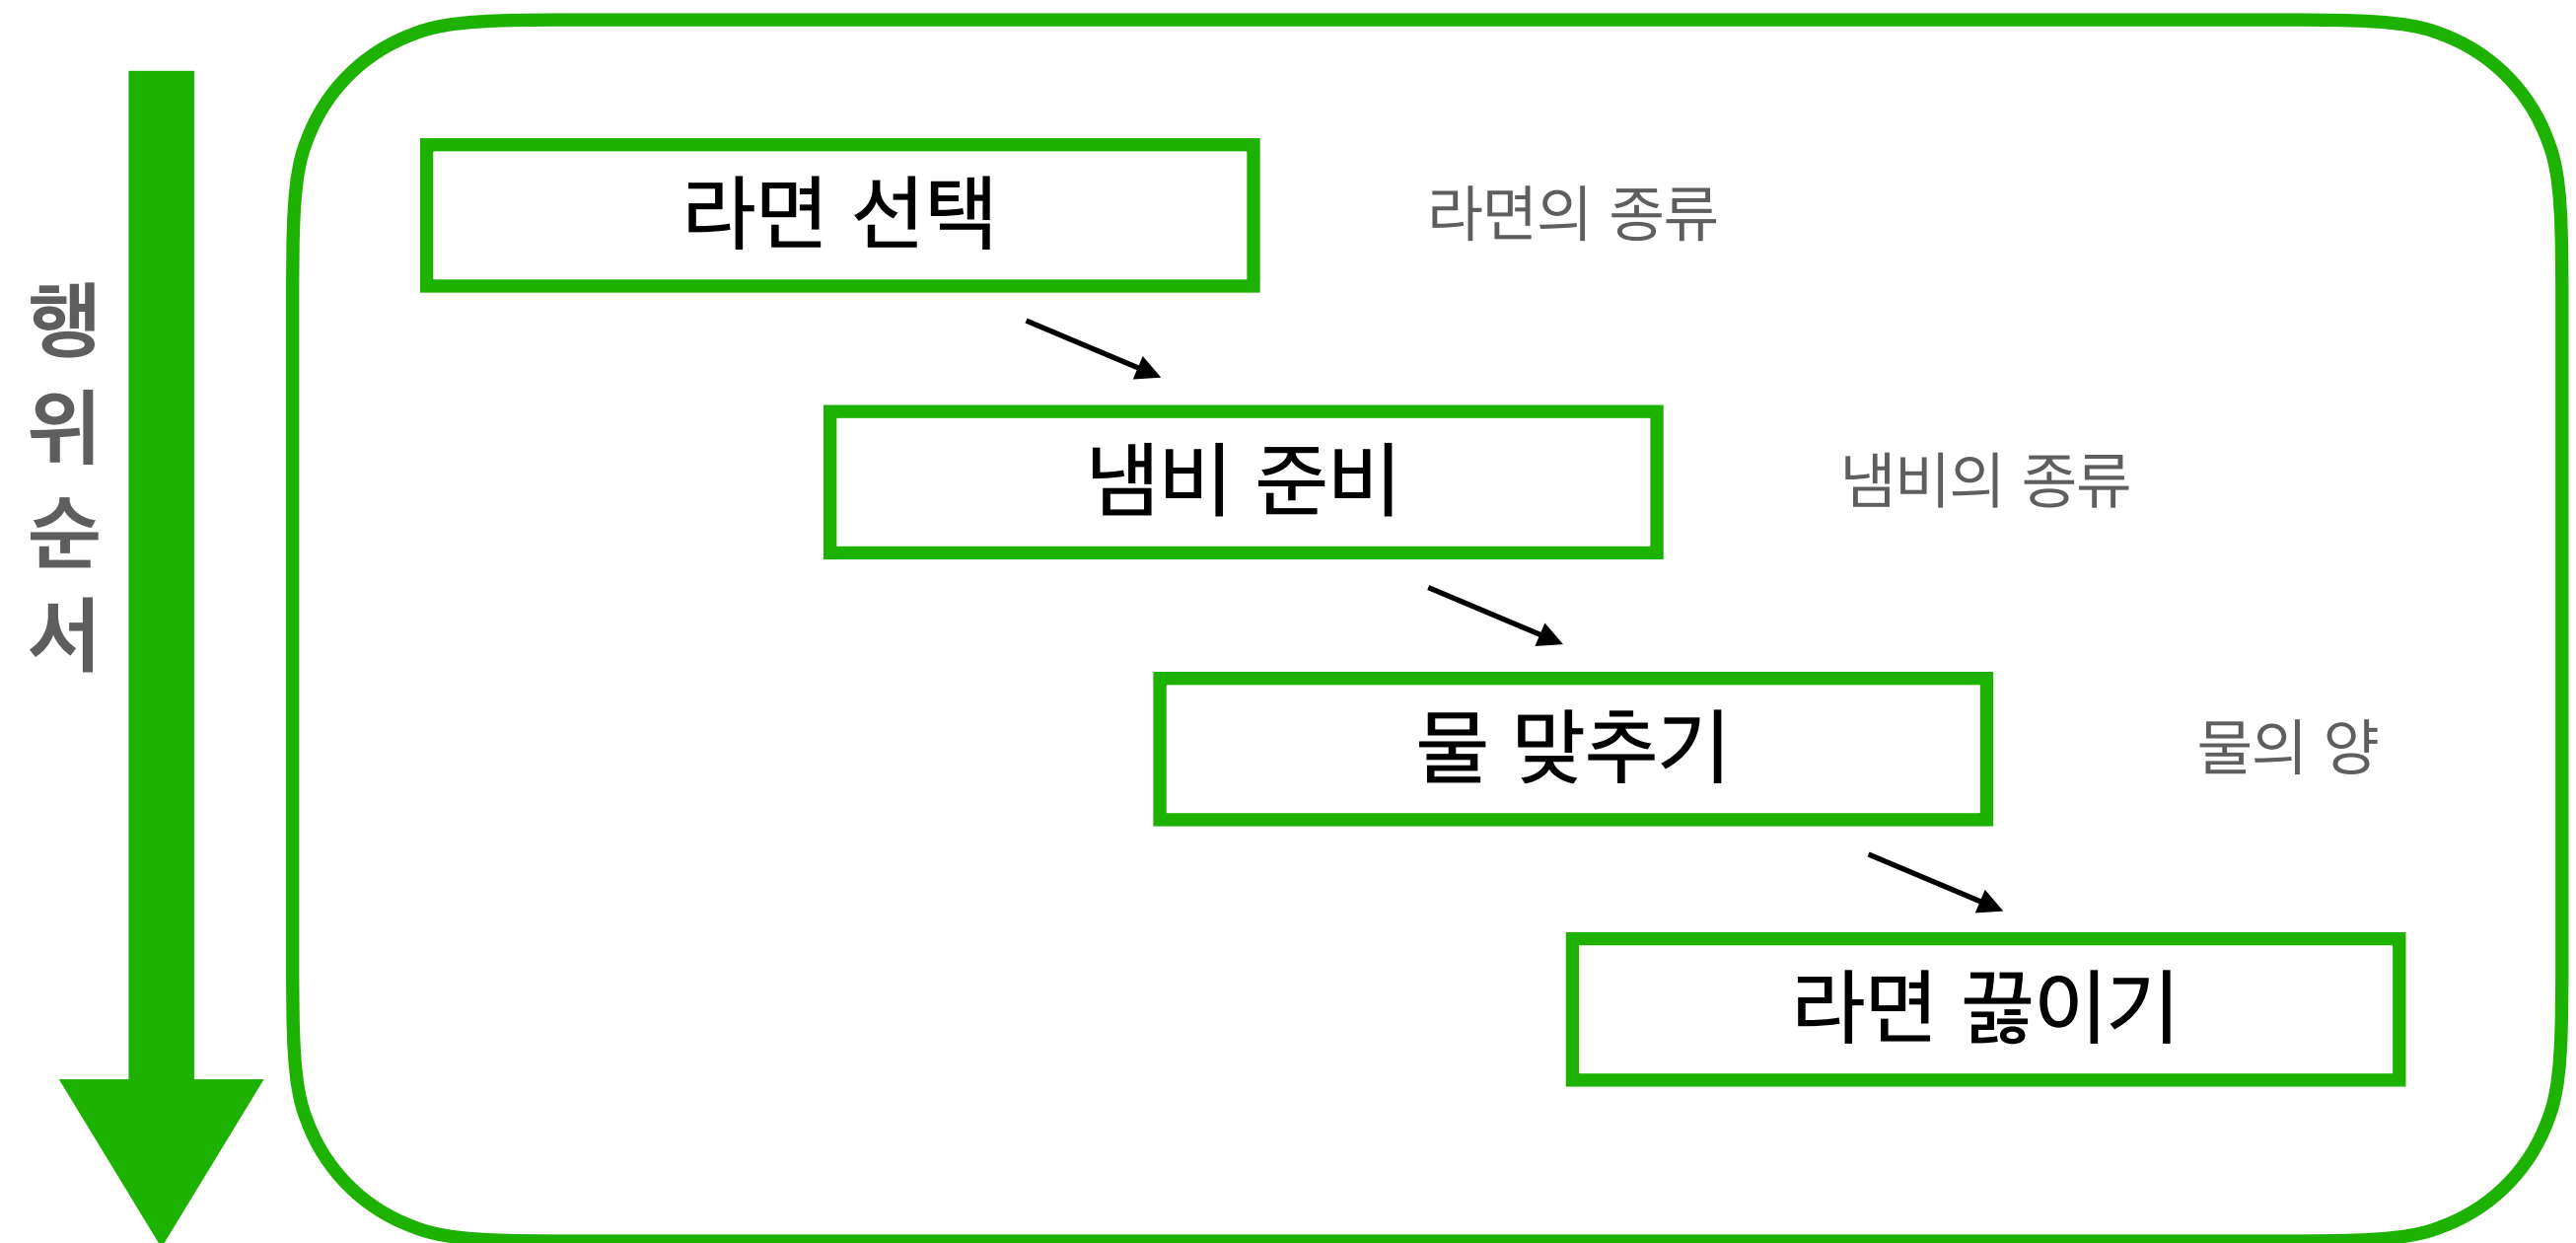 행위순서
라면 선택
라면의 종류
냄비 준비
냄비의 종류
물 맞추기
물의 양
라면 끓이기